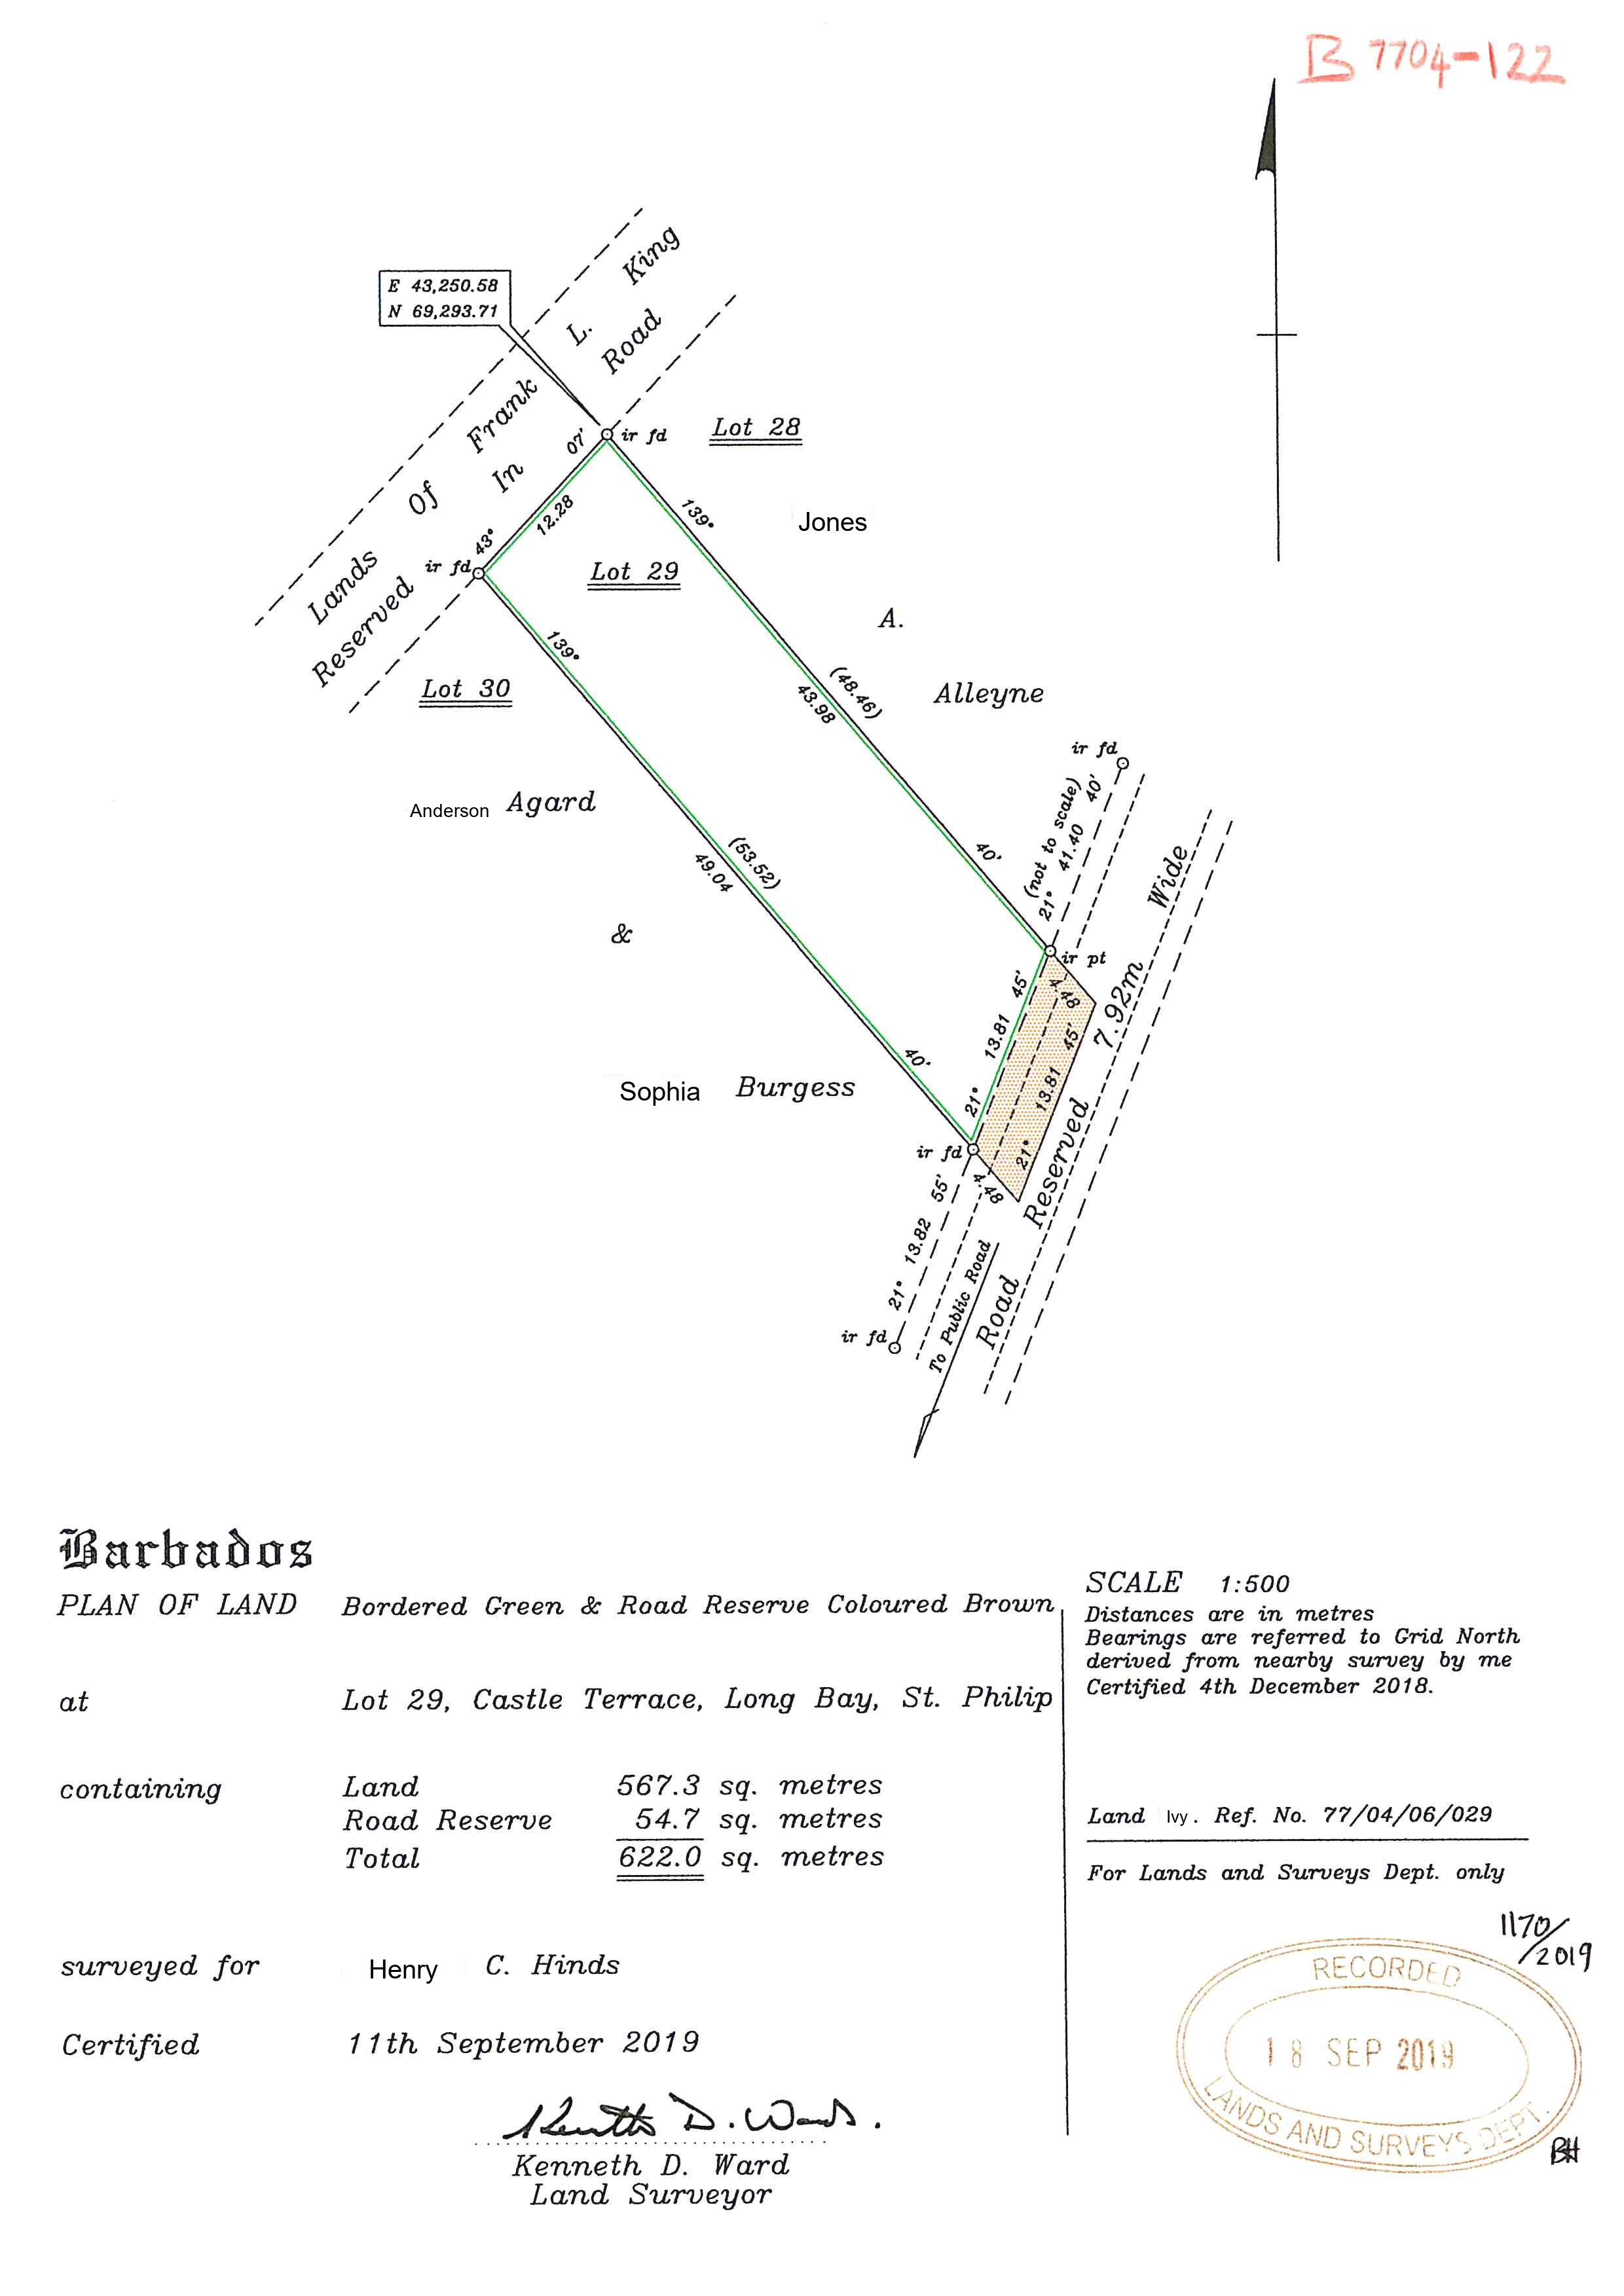 B 7704-122
E 43,250.58
N 69,293.71
Lands Of Frank L. King
Reserved In Road
07'
ir fd
Lot 28
43°
12.28
ir fd
139°
Jones
Lot 29
A.
139°
Lot 30
(48.46)
43.98
Alleyne
ir fd
Anderson Agard
(not to scale)
21° 41.40 40'
(53.52)
49.04
40'
Wide
&
ir pt
4.48
21° 13.81 45'
21° 13.81 45'
40'
Sophia Burgess
ir fd
4.48
Road Reserved 7.92m
21° 13.82 55'
To Public Road
ir fd
Barbados
PLAN OF LAND Bordered Green & Road Reserve Coloured Brown
at Lot 29, Castle Terrace, Long Bay, St. Philip
containing Land 567.3 sq. metres
Road Reserve 54.7 sq. metres
Total 622.0 sq. metres
surveyed for Henry C. Hinds
Certified 11th September 2019
Kenneth D. Ward.
Kenneth D. Ward
Land Surveyor
SCALE 1:500
Distances are in metres
Bearings are referred to Grid North
derived from nearby survey by me
Certified 4th December 2018.
Land Ivy. Ref. No. 77/04/06/029
For Lands and Surveys Dept. only
1170/
2019
RECORDED
18 SEP 2019
LANDS AND SURVEYS DEPT.
BH